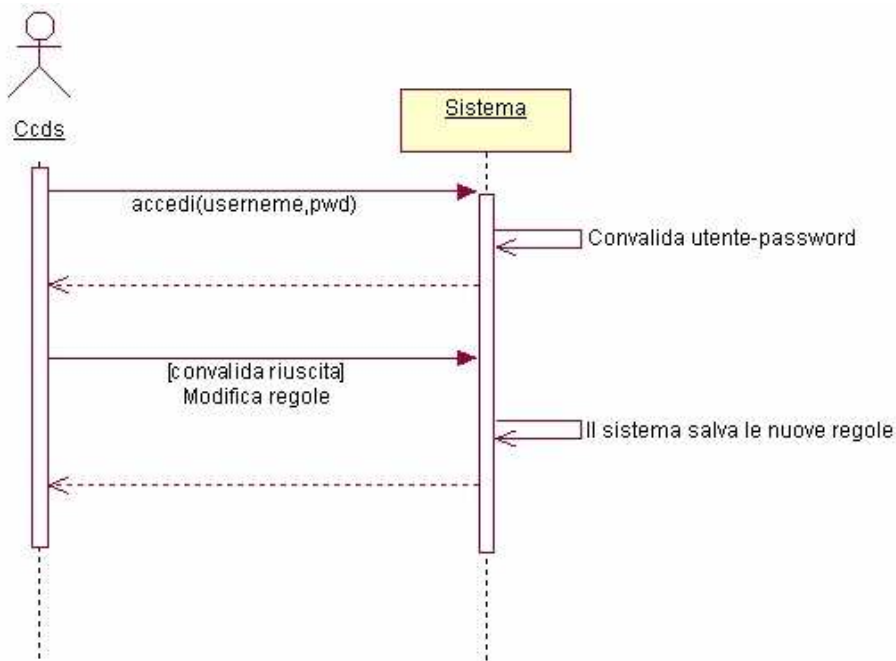 Ccds
Sistema
accedi(userneme,pwd)
Convalida utente-password
[convalida riuscita]
Modifica regole
Il sistema salva le nuove regole